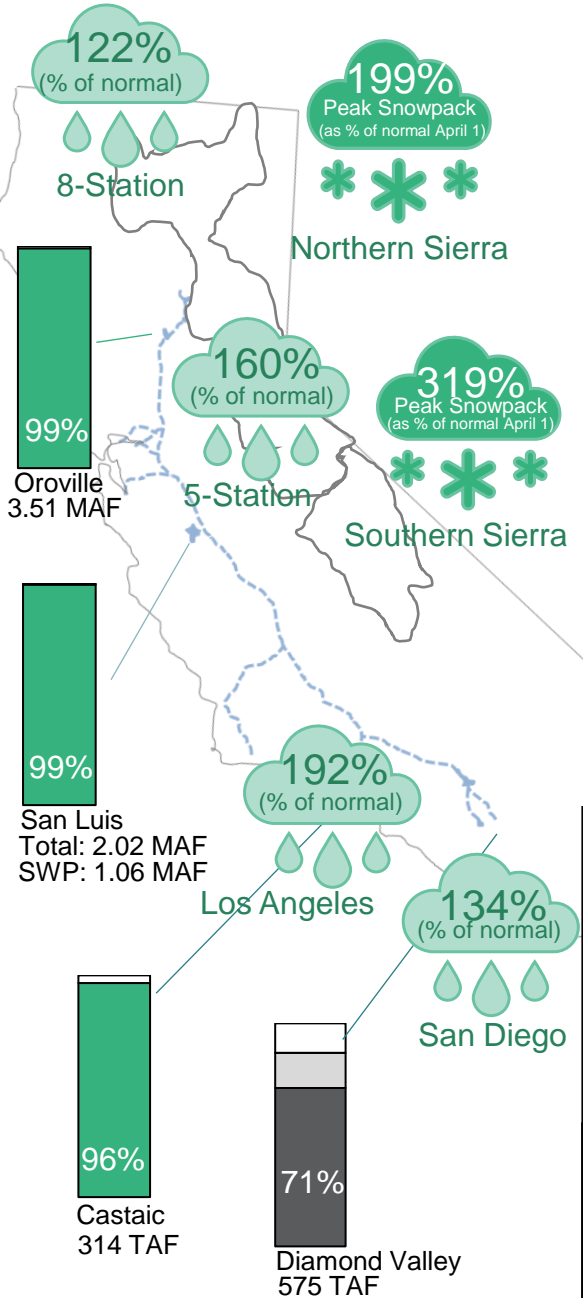 122%
(% of normal)
8-Station
199%
Peak Snowpack
(as % of normal April 1)
Northern Sierra
99%
Oroville
3.51 MAF
160%
(% of normal)
5-Station
319%
Peak Snowpack
(as % of normal April 1)
Southern Sierra
99%
San Luis
Total: 2.02 MAF
SWP: 1.06 MAF
192%
(% of normal)
Los Angeles
134%
(% of normal)
San Diego
96%
Castaic
314 TAF
71%
Diamond Valley
575 TAF